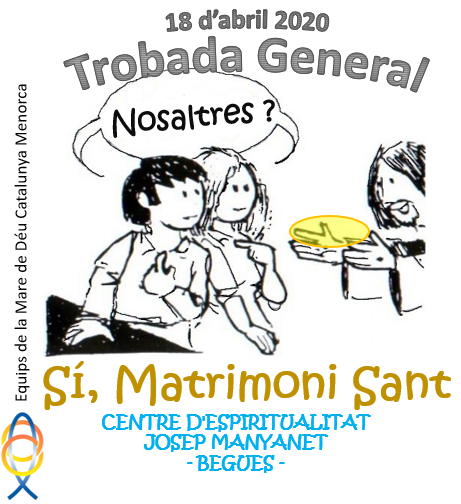 18 d'abril 2020
Trobada General
Nosaltres ?
Equips de la Mare de Déu Catalunya Menorca
Sí, Matrimoni Sant
CENTRE D'ESPIRITUALITAT
JOSEP MANYANET
- BEGUES -